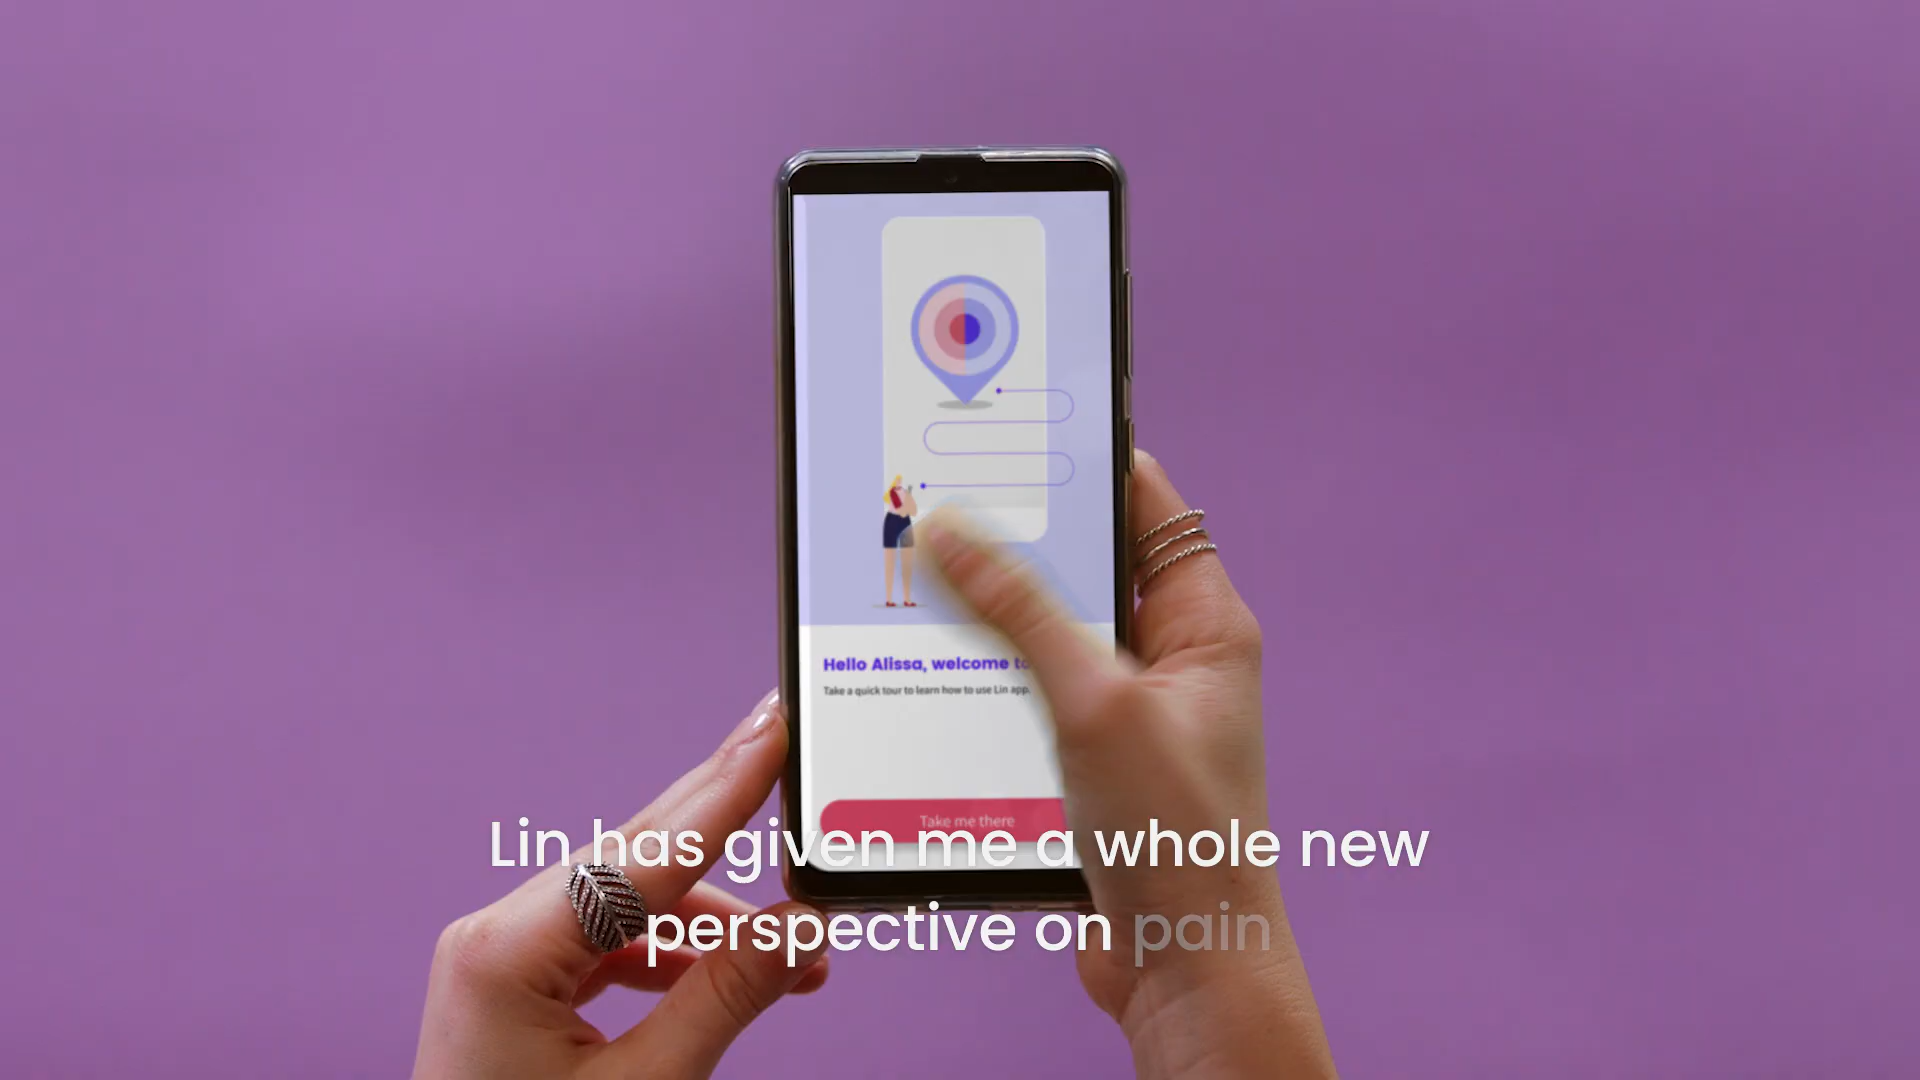 Hello Alissa, welcome to
Take a quick tour to learn how to use Lin app.
Take me there
Lin has given me a whole new
perspective on pain